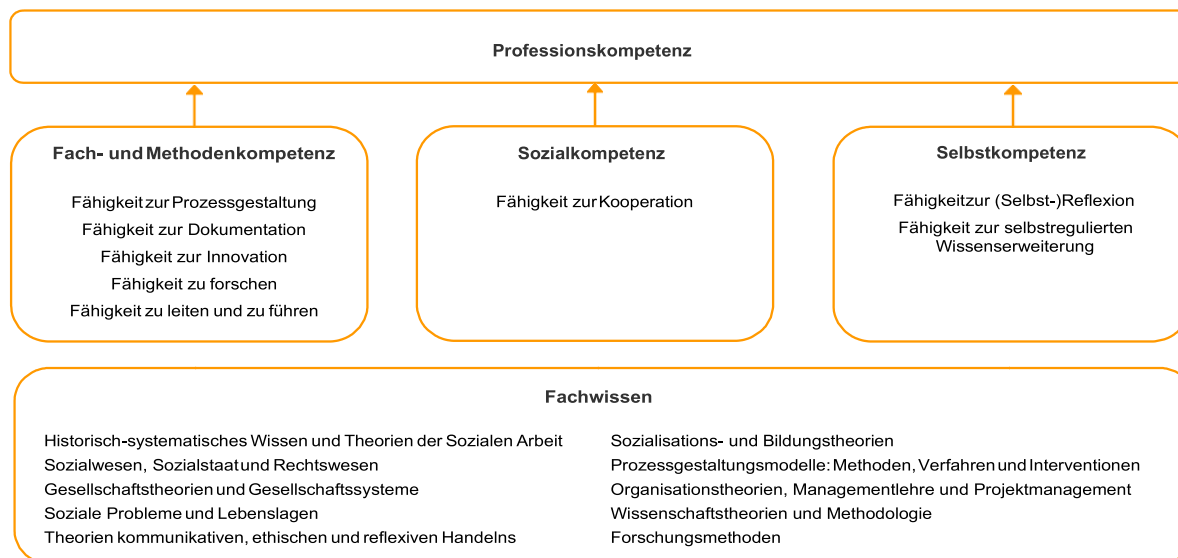 Professionskompetenz
Fach- und Methodenkompetenz
Fähigkeit zur Prozessgestaltung
Fähigkeit zur Dokumentation
Fähigkeit zur Innovation
Fähigkeit zu forschen
Fähigkeit zu leiten und zu führen
Sozialkompetenz
Fähigkeit zur Kooperation
Selbstkompetenz
Fähigkeit zur (Selbst-)Reflexion
Fähigkeit zur selbstregulierten
Wissenserweiterung
Fachwissen
Historisch-systematisches Wissen und Theorien der Sozialen Arbeit
Sozialwesen, Sozialstaat und Rechtswesen
Gesellschaftstheorien und Gesellschaftssysteme
Soziale Probleme und Lebenslagen
Theorien kommunikativen, ethischen und reflexiven Handelns
Sozialisations- und Bildungstheorien
Prozessgestaltungsmodelle: Methoden, Verfahren und Interventionen
Organisationstheorien, Managementlehre und Projektmanagement
Wissenschaftstheorien und Methodologie
Forschungsmethoden